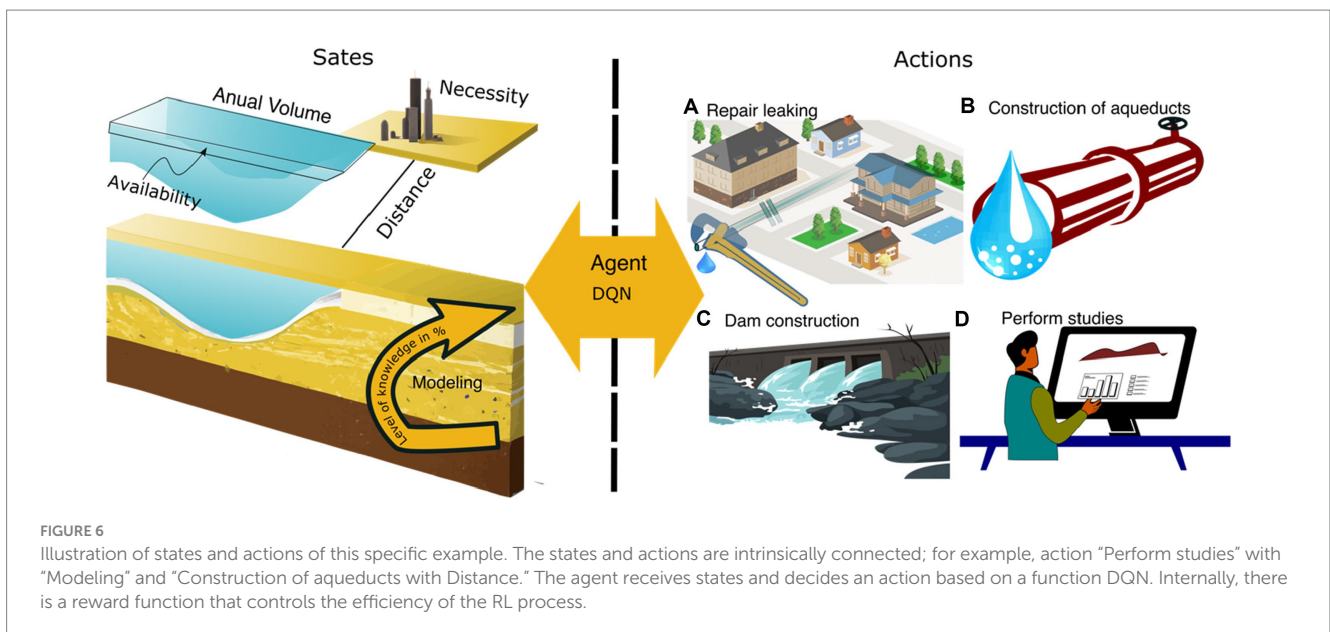 Sates
Anual Volume
Necessity
Availability
Distance
Level of knowledge in %
Modeling
Agent
DQN
Actions
A Repair leaking
B Construction of aqueducts
C Dam construction
D Perform studies
FIGURE 6
Illustration of states and actions of this specific example. The states and actions are intrinsically connected; for example, action “Perform studies” with
“Modeling” and “Construction of aqueducts with Distance.” The agent receives states and decides an action based on a function DQN. Internally, there
is a reward function that controls the efficiency of the RL process.